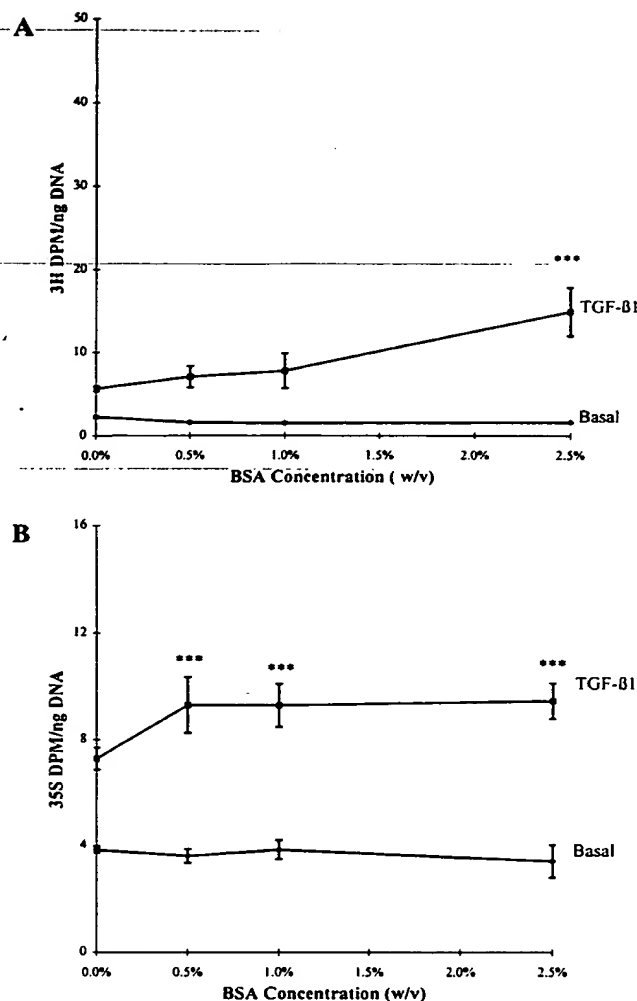 A
50
40
30
20
10
0
3H DPM/ng DNA
***
TGF-ß1
Basal
0.0% 0.5% 1.0% 1.5% 2.0% 2.5%
BSA Concentration ( w/v)
B
16
12
8
4
0
35S DPM/ng DNA
*** *** ***
TGF-ß1
Basal
0.0% 0.5% 1.0% 1.5% 2.0% 2.5%
BSA Concentration (w/v)